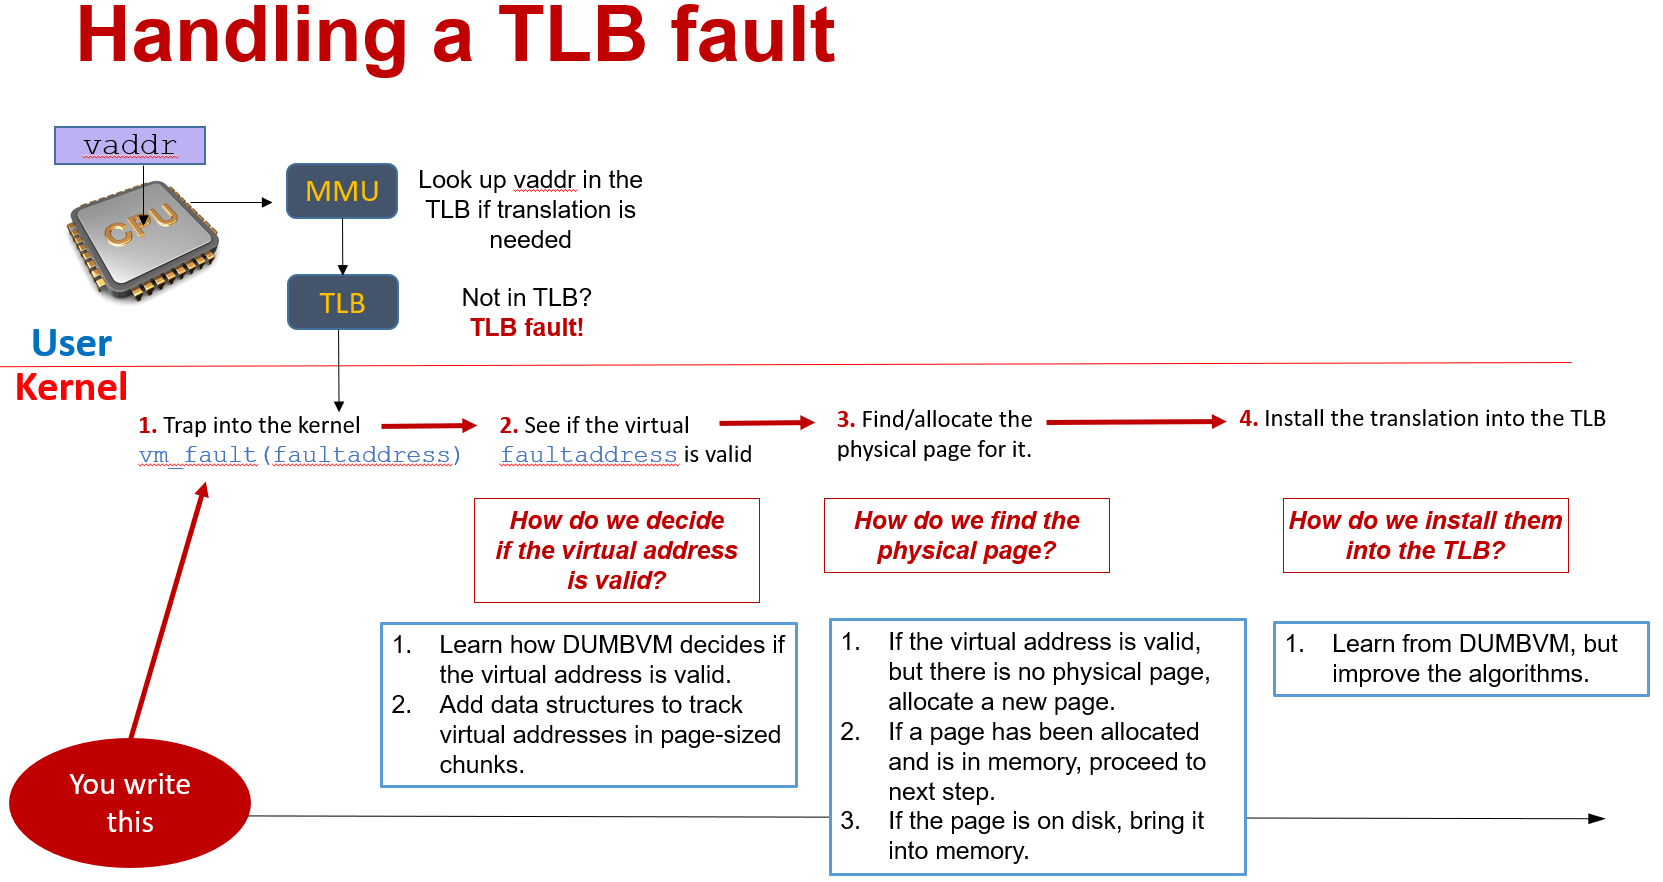 Handling a TLB fault
vaddr
CPU
MMU
Look up vaddr in the
TLB if translation is
needed
TLB
Not in TLB?
TLB fault!
User
Kernel
1. Trap into the kernel
vm_fault(faultaddress)
2. See if the virtual
faultaddress is valid
3. Find/allocate the
physical page for it.
4. Install the translation into the TLB
How do we decide
if the virtual address
is valid?
How do we find the
physical page?
How do we install them
into the TLB?
1. Learn how DUMBVM decides if
the virtual address is valid.
2. Add data structures to track
virtual addresses in page-sized
chunks.
1. If the virtual address is valid,
but there is no physical page,
allocate a new page.
2. If a page has been allocated
and is in memory, proceed to
next step.
3. If the page is on disk, bring it
into memory.
1. Learn from DUMBVM, but
improve the algorithms.
You write
this